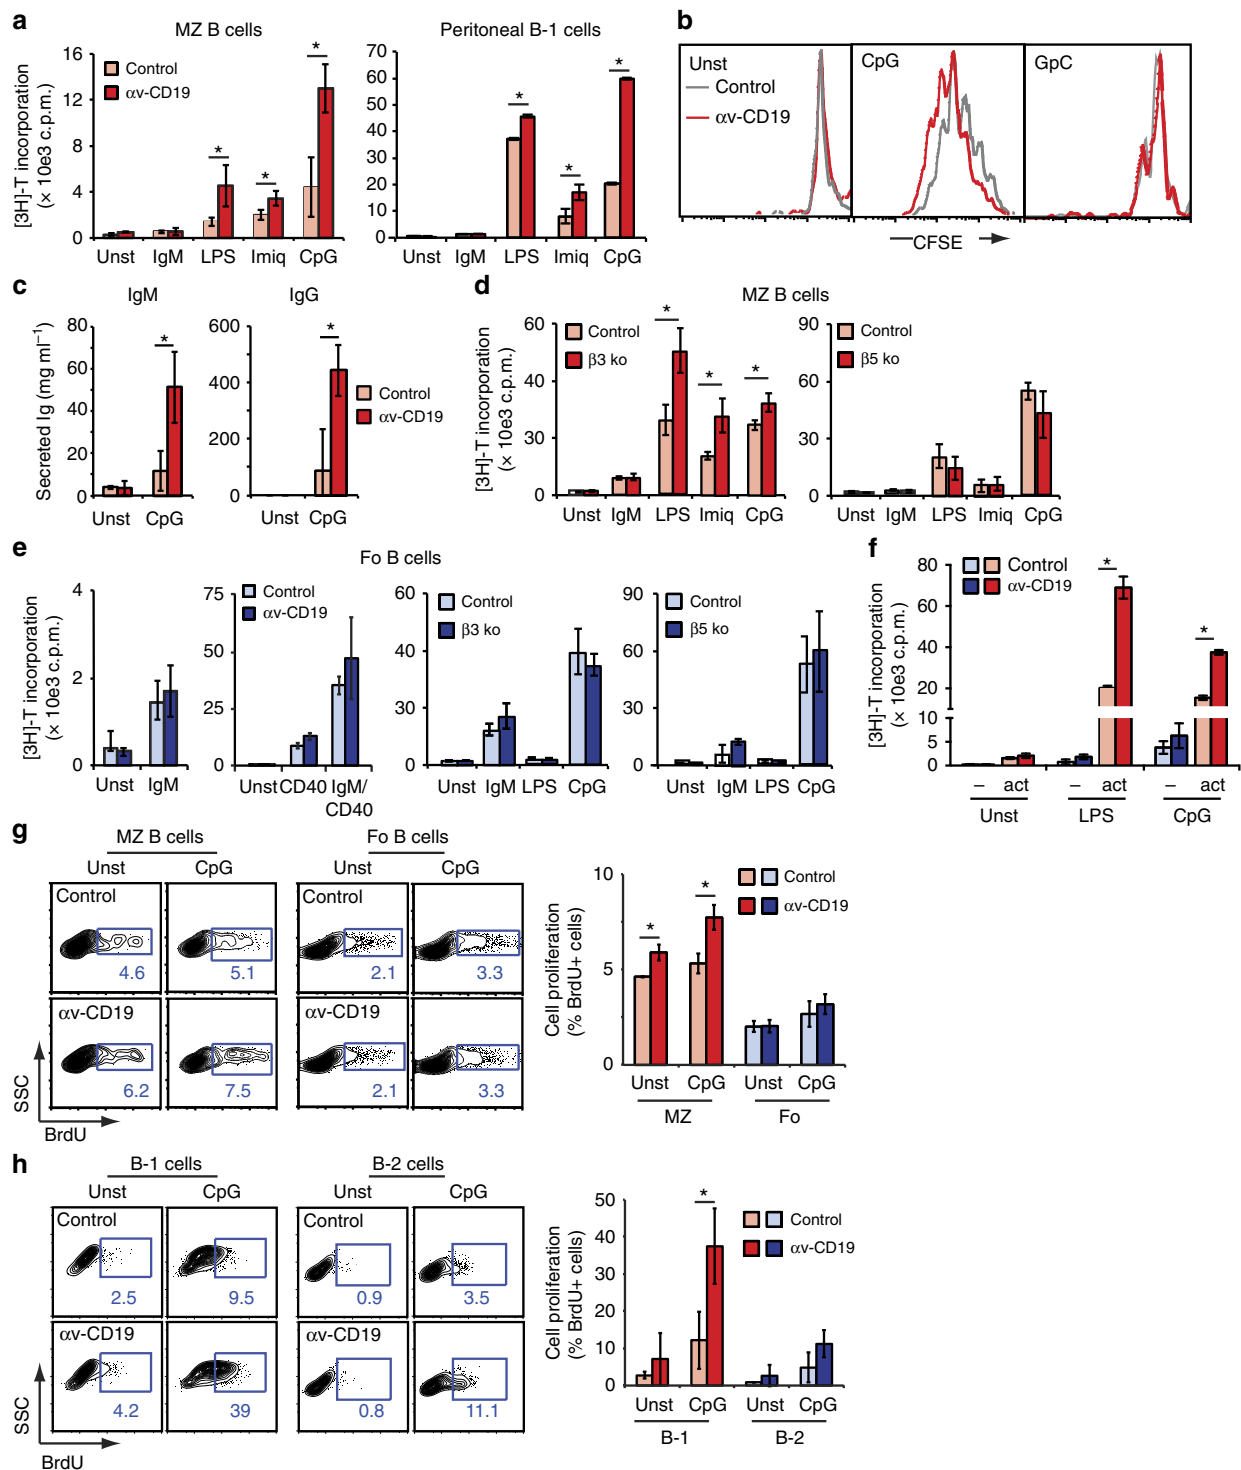 a
MZ B cells
[3H]-T incorporation
(× 10e3 c.p.m.)
16
12
8
4
0
Control
αv-CD19
*
*
*
Unst IgM LPS Imiq CpG
Peritoneal B-1 cells
70
60
50
40
30
20
10
0
*
*
*
Unst IgM LPS Imiq CpG
b
Unst
Control
αv-CD19
CpG
GpC
CFSE
c
IgM
Secreted Ig (mg ml⁻¹)
80
60
40
20
0
*
Unst CpG
IgG
600
400
200
0
*
Unst CpG
Control
αv-CD19
d
MZ B cells
[3H]-T incorporation
(× 10e3 c.p.m.)
60
40
30
0
Control
β3 ko
*
*
*
Unst IgM LPS Imiq CpG
90
60
30
0
Control
β5 ko
Unst IgM LPS Imiq CpG
e
Fo B cells
[3H]-T incorporation
(× 10e3 c.p.m.)
4
2
0
Unst IgM
75
50
25
0
Control
αv-CD19
Unst CD40 IgM/
CD40
60
40
30
0
Control
β3 ko
Unst IgM LPS CpG
90
60
30
0
Control
β5 ko
Unst IgM LPS CpG
f
[3H]-T incorporation
(× 10e3 c.p.m.)
80
60
40
20
10
5
0
Control
αv-CD19
*
*
– act – act – act
Unst LPS CpG
g
MZ B cells Fo B cells
Unst CpG Unst CpG
Control Control
4.6 5.1 2.1 3.3
αv-CD19 αv-CD19
6.2 7.5 2.1 3.3
SSC
BrdU
Cell proliferation
(% BrdU+ cells)
10
5
0
*
*
Control
αv-CD19
Unst CpG Unst CpG
MZ Fo
h
B-1 cells B-2 cells
Unst CpG Unst CpG
Control Control
2.5 9.5 0.9 3.5
αv-CD19 αv-CD19
4.2 39 0.8 11.1
SSC
BrdU
Cell proliferation
(% BrdU+ cells)
50
40
30
20
10
0
*
Control
αv-CD19
Unst CpG Unst CpG
B-1 B-2